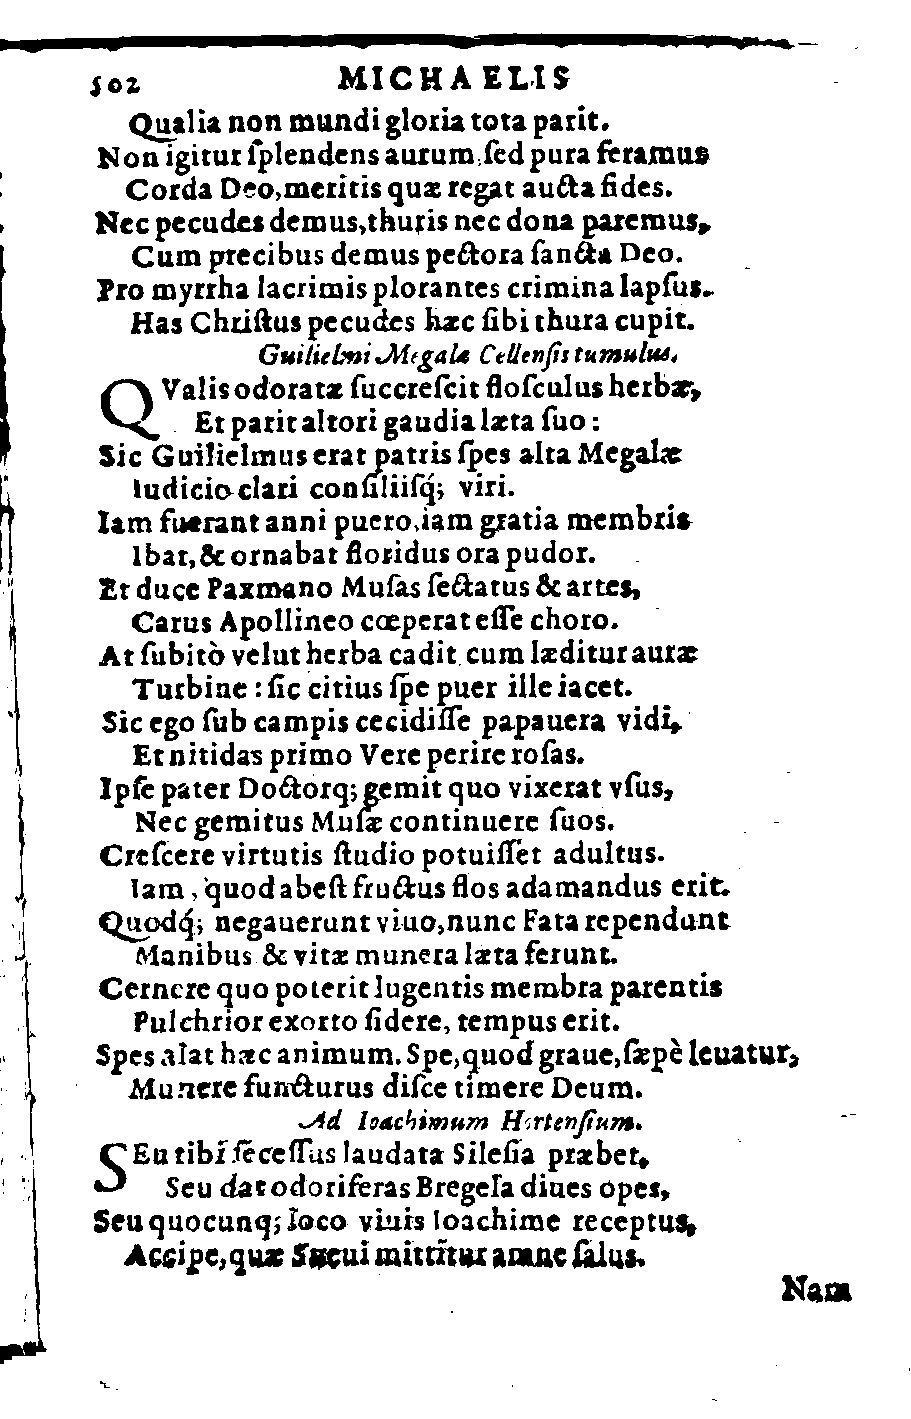 502 MICHAELIS
Qualia non mundi gloria tota parit.
Non igitur ſplendens aurum, ſed pura feramus
Corda Deo, meritis quæ regat aucta fides.
Nec pecudes demus, thuris nec dona paremus,
Cum precibus demus pectora ſancta Deo.
Pro myrrha lacrimis plorantes crimina lapſus.
Has Chriſtus pecudes hæc ſibi thura cupit.
Guilielmi Megalæ Cellenſis tumulus.
QValis odoratæ ſuccreſcit floſculus herbæ,
Et parit altori gaudia læta ſuo:
Sic Guilielmus erat patris ſpes alta Megalæ
Iudicio clari conſiliiſq́; viri.
Iam fuerant anni puero, iam gratia membris
Ibat, & ornabat floridus ora pudor.
Et duce Paxmano Muſas ſectatus & artes,
Carus Apollineo cœperat eſſe choro.
At ſubitò velut herba cadit cum læditur auræ
Turbine: ſic citius ſpe puer ille iacet.
Sic ego ſub campis cecidiſſe papauera vidi,
Et nitidas primo Vere perire roſas.
Ipſe pater Doctorq; gemit quo vixerat vſus,
Nec gemitus Muſæ continuere ſuos.
Creſcere virtutis ſtudio potuiſſet adultus.
Iam, quod abeſt fructus flos adamandus erit.
Quodq́; negauerunt viuo, nunc Fata rependunt
Manibus & vitæ munera læta ferunt.
Cernere quo poterit lugentis membra parentis
Pulchrior exorto ſidere, tempus erit.
Spes alat hæc animum. Spe, quod graue, ſæpè leuatur,
Munere functurus diſce timere Deum.
Ad Ioachimum Hortenſium.
SEu tibi ſeceſſus laudata Sileſia præbet,
Seu dat odoriferas Bregela diues opes,
Seu quocunq; loco viuis Ioachime receptus,
Accipe, quæ Sueui mittitur amne ſalus.
Nam